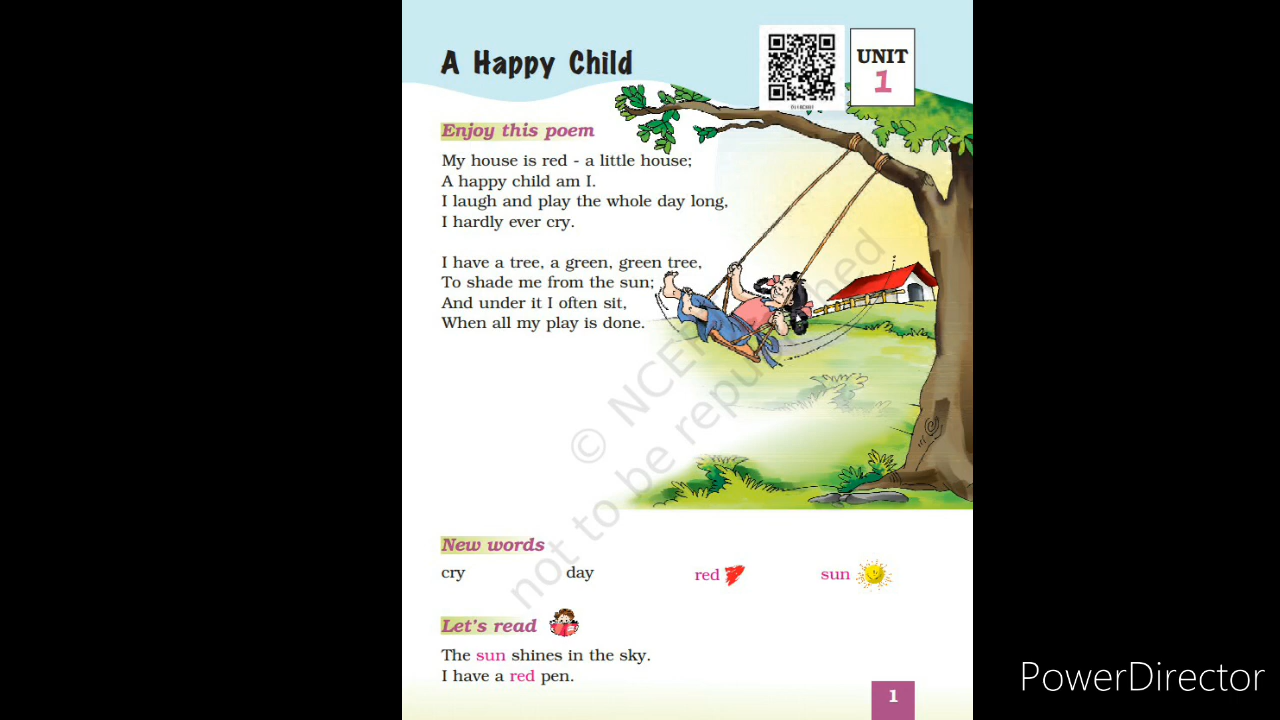 A Happy Child
UNIT
1
Enjoy this poem
My house is red - a little house;
A happy child am I.
I laugh and play the whole day long,
I hardly ever cry.
I have a tree, a green, green tree,
To shade me from the sun;
And under it I often sit,
When all my play is done.
© NCERT
not to be republished
New words
cry day red sun
Let's read
The sun shines in the sky.
I have a red pen.
1
PowerDirector